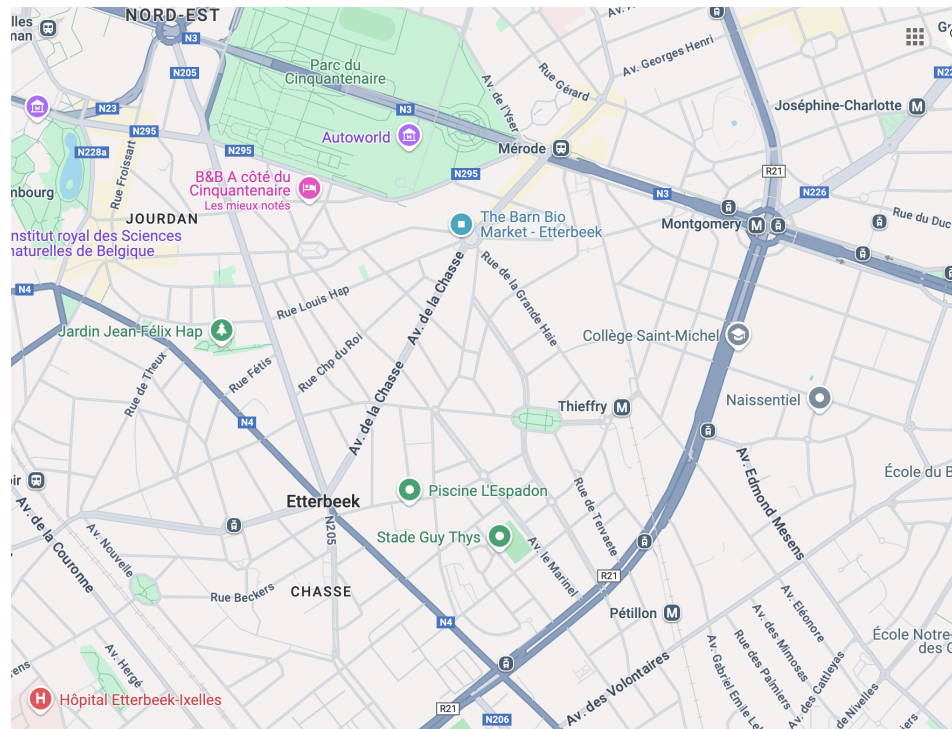 NORD-EST
N3
N205
Parc du
Cinquantenaire
Av. de l'Yser
Rue Gérard
Av. Georges Henri
Joséphine-Charlotte
M
N23
N295
N3
Autoworld
Mérode
N228a
Rue Froissart
N295
B&B A côté du
Cinquantenaire
Les mieux notés
N295
R21
N3
N226
JOURDAN
The Barn Bio
Market - Etterbeek
Montgomery
M
Rue du Duc
nstitut royal des Sciences
naturelles de Belgique
Rue de la Grande Haie
Av. de la Chasse
N4
Rue Louis Hap
Jardin Jean-Félix Hap
Collège Saint-Michel
Rue Chp du Roi
Rue Fétis
Rue de Theux
Av. de la Chasse
Thieffry
M
Naissentiel
N4
Etterbeek
Piscine L'Espadon
Av. Edmond Mesens
École du B
Av. de la Couronne
N205
Stade Guy Thys
Av. Nouvelle
Av. le Marinel
R21
Rue Beckers
CHASSE
Pétillon
M
N4
Av. Eléonore
Av. des Mimosas
Rue des Palmiers
Av. des Cattleyas
École Notre-
des C
Av. Hergé
Av. des Volontaires
Av. Gabriel Emile Le
de Nivelles
H
Hôpital Etterbeek-Ixelles
R21
N206